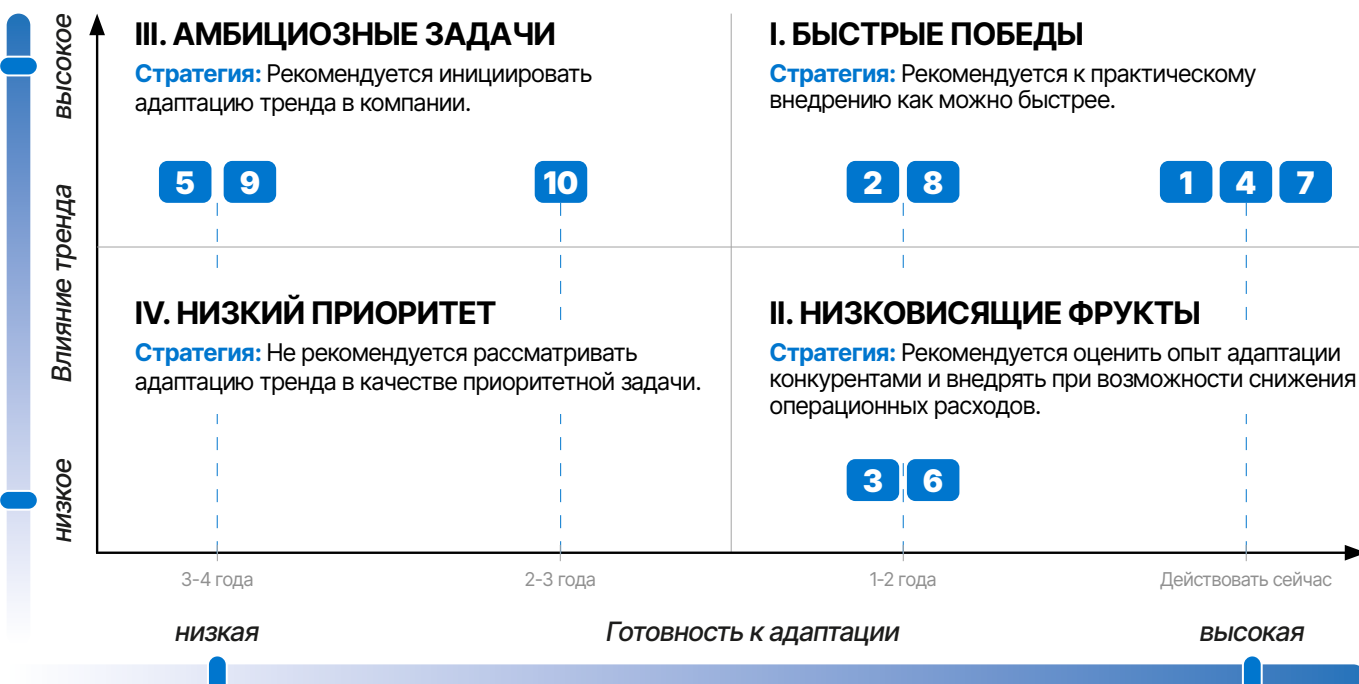 высокое
Влияние тренда
низкое
III. АМБИЦИОЗНЫЕ ЗАДАЧИ
Стратегия: Рекомендуется инициировать
адаптацию тренда в компании.
5 9 10
I. БЫСТРЫЕ ПОБЕДЫ
Стратегия: Рекомендуется к практическому
внедрению как можно быстрее.
2 8 1 4 7
IV. НИЗКИЙ ПРИОРИТЕТ
Стратегия: Не рекомендуется рассматривать
адаптацию тренда в качестве приоритетной задачи.
II. НИЗКОВИСЯЩИЕ ФРУКТЫ
Стратегия: Рекомендуется оценить опыт адаптации
конкурентами и внедрять при возможности снижения
операционных расходов.
3 6
3-4 года 2-3 года 1-2 года Действовать сейчас
низкая Готовность к адаптации высокая